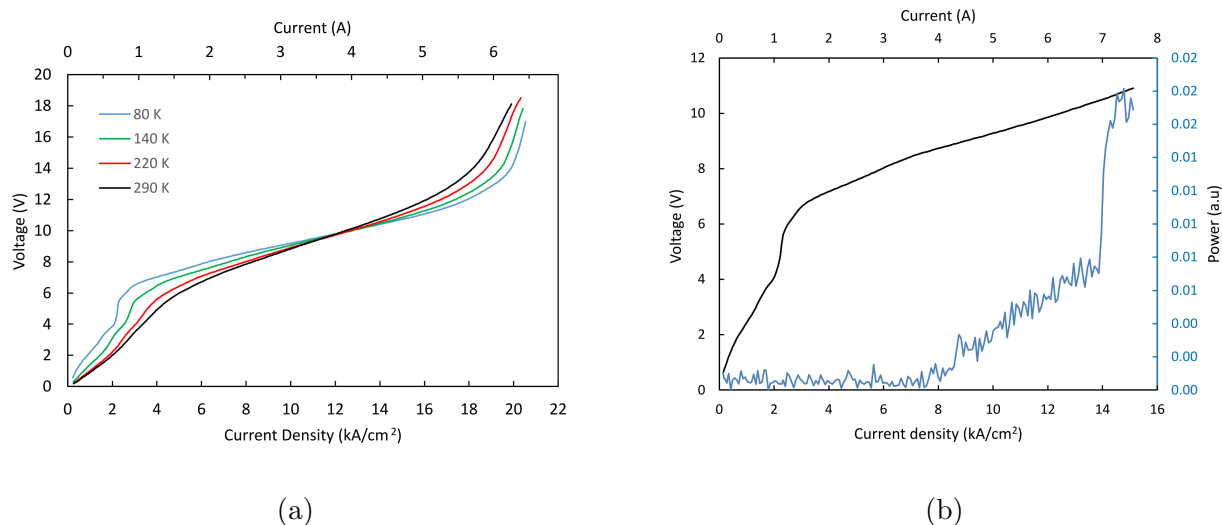 Current (A)
0 1 2 3 4 5 6
20
18
16
14
12
10
8
6
4
2
0
Voltage (V)
80 K
140 K
220 K
290 K
0 2 4 6 8 10 12 14 16 18 20 22
Current Density (kA/cm²)
(a)
Current (A)
0 1 2 3 4 5 6 7 8
12
10
8
6
4
2
0
Voltage (V)
0.02
0.02
0.02
0.01
0.01
0.01
0.01
0.01
0.00
0.00
0.00
Power (a.u)
0 2 4 6 8 10 12 14 16
Current density (kA/cm²)
(b)